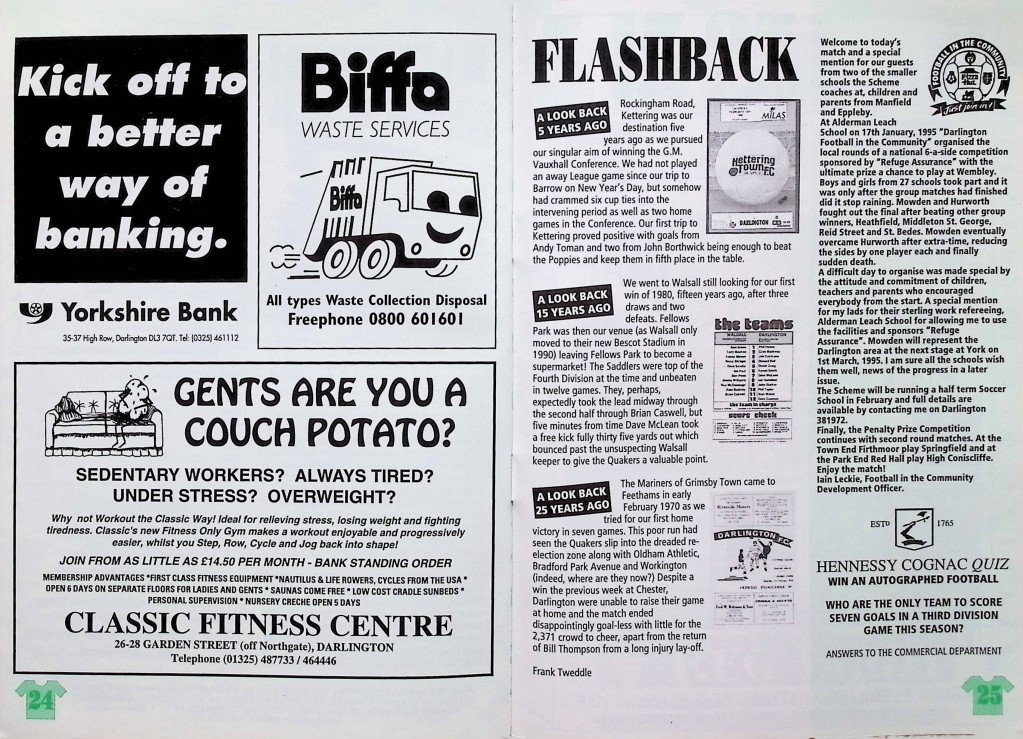 Kick off to
a better
way of
banking.
Yorkshire Bank
35-37 High Row, Darlington DL3 7QT. Tel: (0325) 461112
Biffa
WASTE SERVICES
Biffa
All types Waste Collection Disposal
Freephone 0800 601601
GENTS ARE YOU A
COUCH POTATO?
SEDENTARY WORKERS? ALWAYS TIRED?
UNDER STRESS? OVERWEIGHT?
Why not Workout the Classic Way! Ideal for relieving stress, losing weight and fighting
tiredness. Classic's new Fitness Only Gym makes a workout enjoyable and progressively
easier, whilst you Step, Row, Cycle and Jog back into shape!
JOIN FROM AS LITTLE AS £14.50 PER MONTH - BANK STANDING ORDER
MEMBERSHIP ADVANTAGES *FIRST CLASS FITNESS EQUIPMENT *NAUTILUS & LIFE ROWERS, CYCLES FROM THE USA *
OPEN 6 DAYS ON SEPARATE FLOORS FOR LADIES AND GENTS * SAUNAS COME FREE * LOW COST CRADLE SUNBEDS *
PERSONAL SUPERVISION * NURSERY CRECHE OPEN 5 DAYS
CLASSIC FITNESS CENTRE
26-28 GARDEN STREET (off Northgate), DARLINGTON
Telephone (01325) 487733 / 464446
24
FLASHBACK
A LOOK BACK
5 YEARS AGO
Rockingham Road,
Kettering was our
destination five
years ago as we pursued
our singular aim of winning the G.M.
Vauxhall Conference. We had not played
an away League game since our trip to
Barrow on New Year's Day, but somehow
had crammed six cup ties into the
intervening period as well as two home
games in the Conference. Our first trip to
Kettering proved positive with goals from
Andy Toman and two from John Borthwick being enough to beat
the Poppies and keep them in fifth place in the table.
MILAS
Kettering
Town F.C
DARLINGTON
A LOOK BACK
15 YEARS AGO
We went to Walsall still looking for our first
win of 1980, fifteen years ago, after three
draws and two
defeats. Fellows
Park was then our venue (as Walsall only
moved to their new Bescot Stadium in
1990) leaving Fellows Park to become a
supermarket! The Saddlers were top of the
Fourth Division at the time and unbeaten
in twelve games. They, perhaps,
expectedly took the lead midway through
the second half through Brian Caswell, but
five minutes from time Dave McLean took
a free kick fully thirty five yards out which
bounced past the unsuspecting Walsall
keeper to give the Quakers a valuable point.
the teams
WALSALL DARLINGTON
the team in charge
score check
A LOOK BACK
25 YEARS AGO
The Mariners of Grimsby Town came to
Feethams in early
February 1970 as we
tried for our first home
victory in seven games. This poor run had
seen the Quakers slip into the dreaded re-
election zone along with Oldham Athletic,
Bradford Park Avenue and Workington
(indeed, where are they now?) Despite a
win the previous week at Chester,
Darlington were unable to raise their game
at home and the match ended
disappointingly goal-less with little for the
2,371 crowd to cheer, apart from the return
of Bill Thompson from a long injury lay-off.
Frank Tweddle
DARLINGTON FC
Welcome to today's
match and a special
mention for our guests
from two of the smaller
schools the Scheme
coaches at, children and
parents from Manfield
and Eppleby.
At Alderman Leach
School on 17th January, 1995 "Darlington
Football in the Community" organised the
local rounds of a national 6-a-side competition
sponsored by "Refuge Assurance" with the
ultimate prize a chance to play at Wembley.
Boys and girls from 27 schools took part and it
was only after the group matches had finished
did it stop raining. Mowden and Hurworth
fought out the final after beating other group
winners, Heathfield, Middleton St. George,
Reid Street and St. Bedes. Mowden eventually
overcame Hurworth after extra-time, reducing
the sides by one player each and finally
sudden death.
A difficult day to organise was made special by
the attitude and commitment of children,
teachers and parents who encouraged
everybody from the start. A special mention
for my lads for their sterling work refereeing,
Alderman Leach School for allowing me to use
the facilities and sponsors "Refuge
Assurance". Mowden will represent the
Darlington area at the next stage at York on
1st March, 1995. I am sure all the schools wish
them well, news of the progress in a later
issue.
The Scheme will be running a half term Soccer
School in February and full details are
available by contacting me on Darlington
381972.
Finally, the Penalty Prize Competition
continues with second round matches. At the
Town End Firthmoor play Springfield and at
the Park End Red Hall play High Coniscliffe.
Enjoy the match!
Iain Leckie, Football in the Community
Development Officer.
FOOTBALL IN THE COMMUNITY
Pizza Hut
Just join in!
ESTD 1765
HENNESSY COGNAC QUIZ
WIN AN AUTOGRAPHED FOOTBALL
WHO ARE THE ONLY TEAM TO SCORE
SEVEN GOALS IN A THIRD DIVISION
GAME THIS SEASON?
ANSWERS TO THE COMMERCIAL DEPARTMENT
25